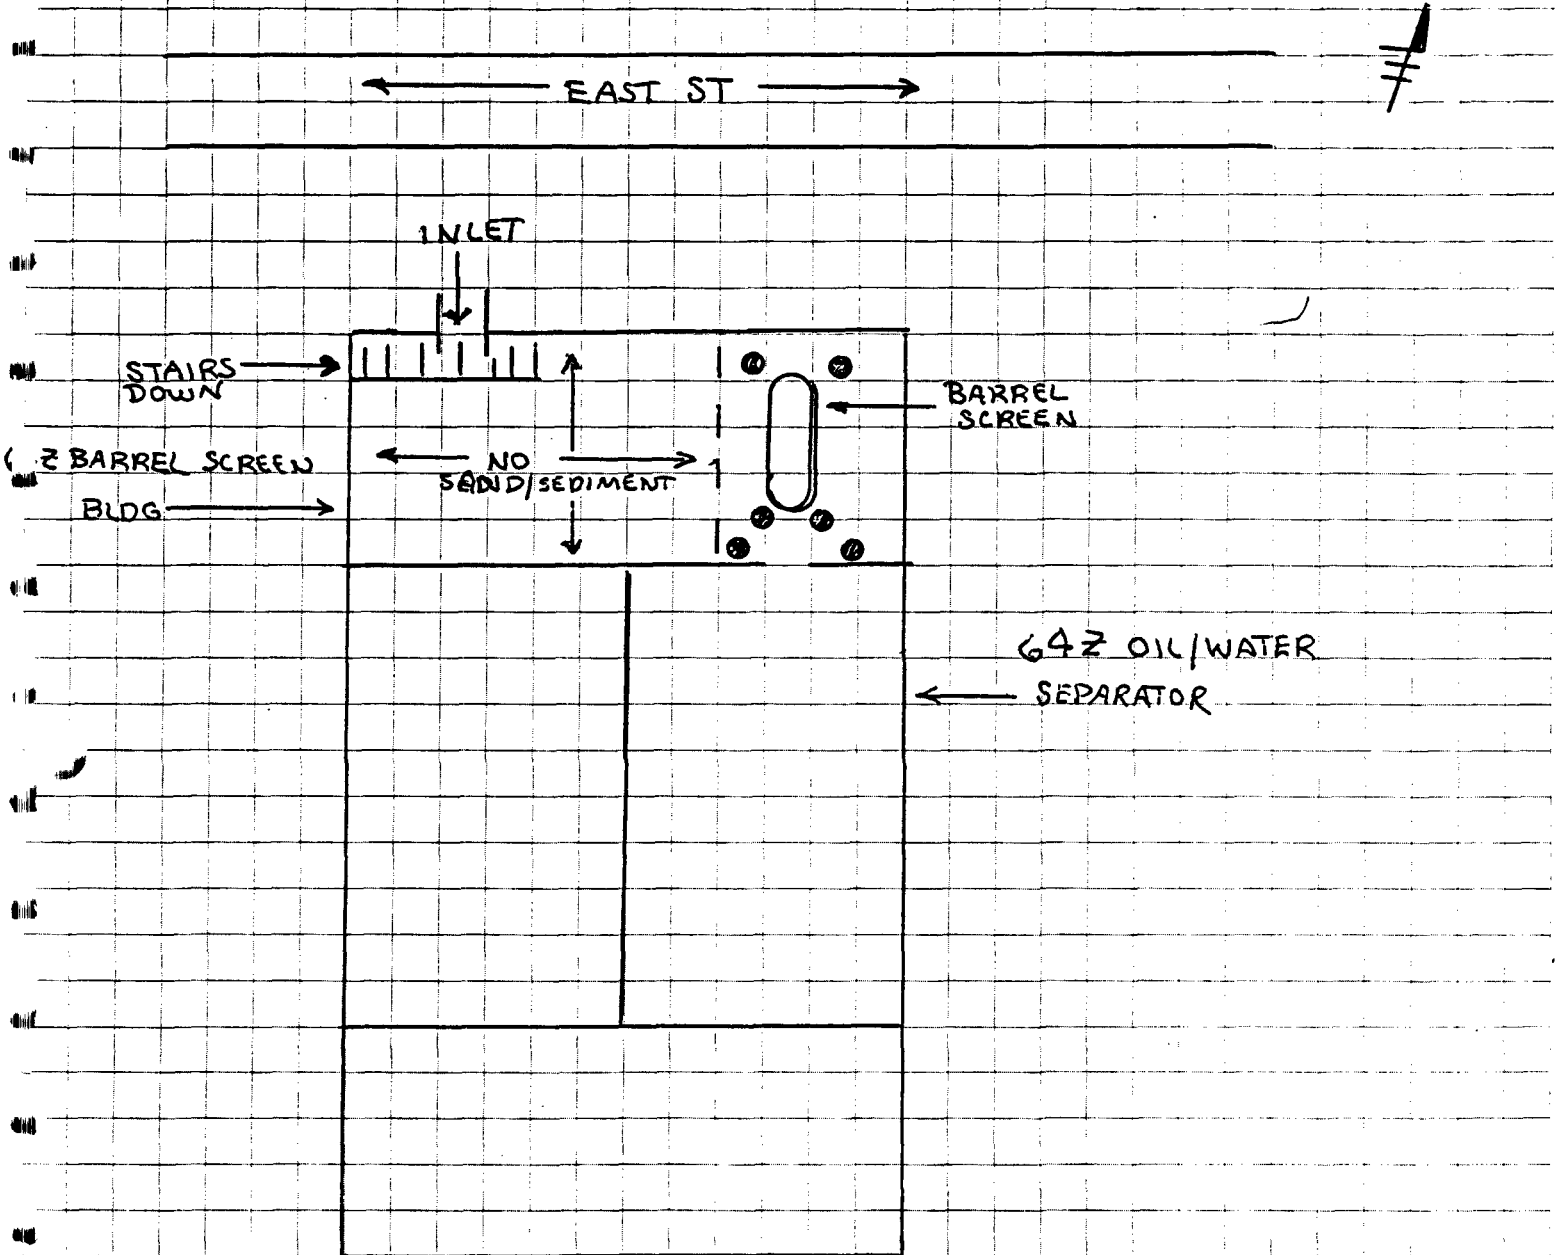 EAST ST
INLET
STAIRS
DOWN
BARREL
SCREEN
Z BARREL SCREEN
BLDG
NO
SAND/SEDIMENT
64Z OIL/WATER
SEPARATOR